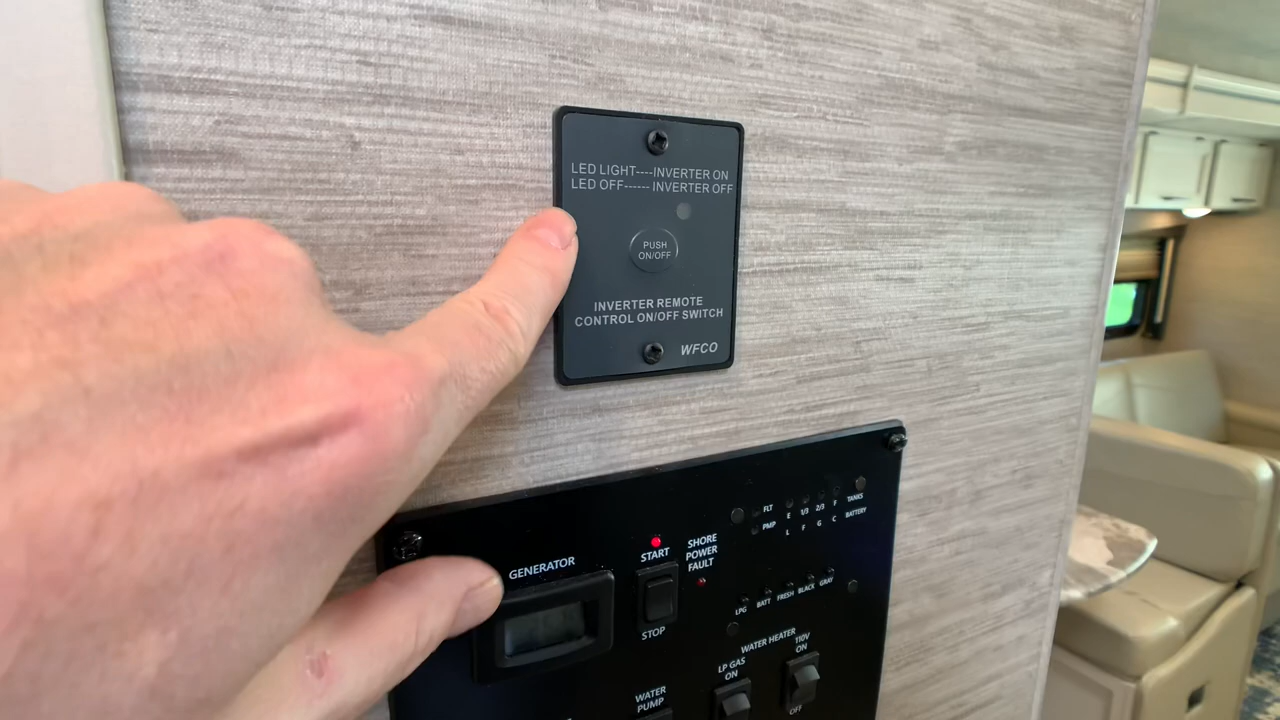 LED LIGHT----INVERTER ON
LED OFF------ INVERTER OFF
PUSH
ON/OFF
INVERTER REMOTE
CONTROL ON/OFF SWITCH
WFCO
GENERATOR
START
STOP
SHORE
POWER
FAULT
FLT
PMP
E 1/3 2/3 F TANKS
L F G C BATTERY
LPG BATT FRESH BLACK GRAY
WATER HEATER
LP GAS
ON
110V
ON
OFF
WATER
PUMP